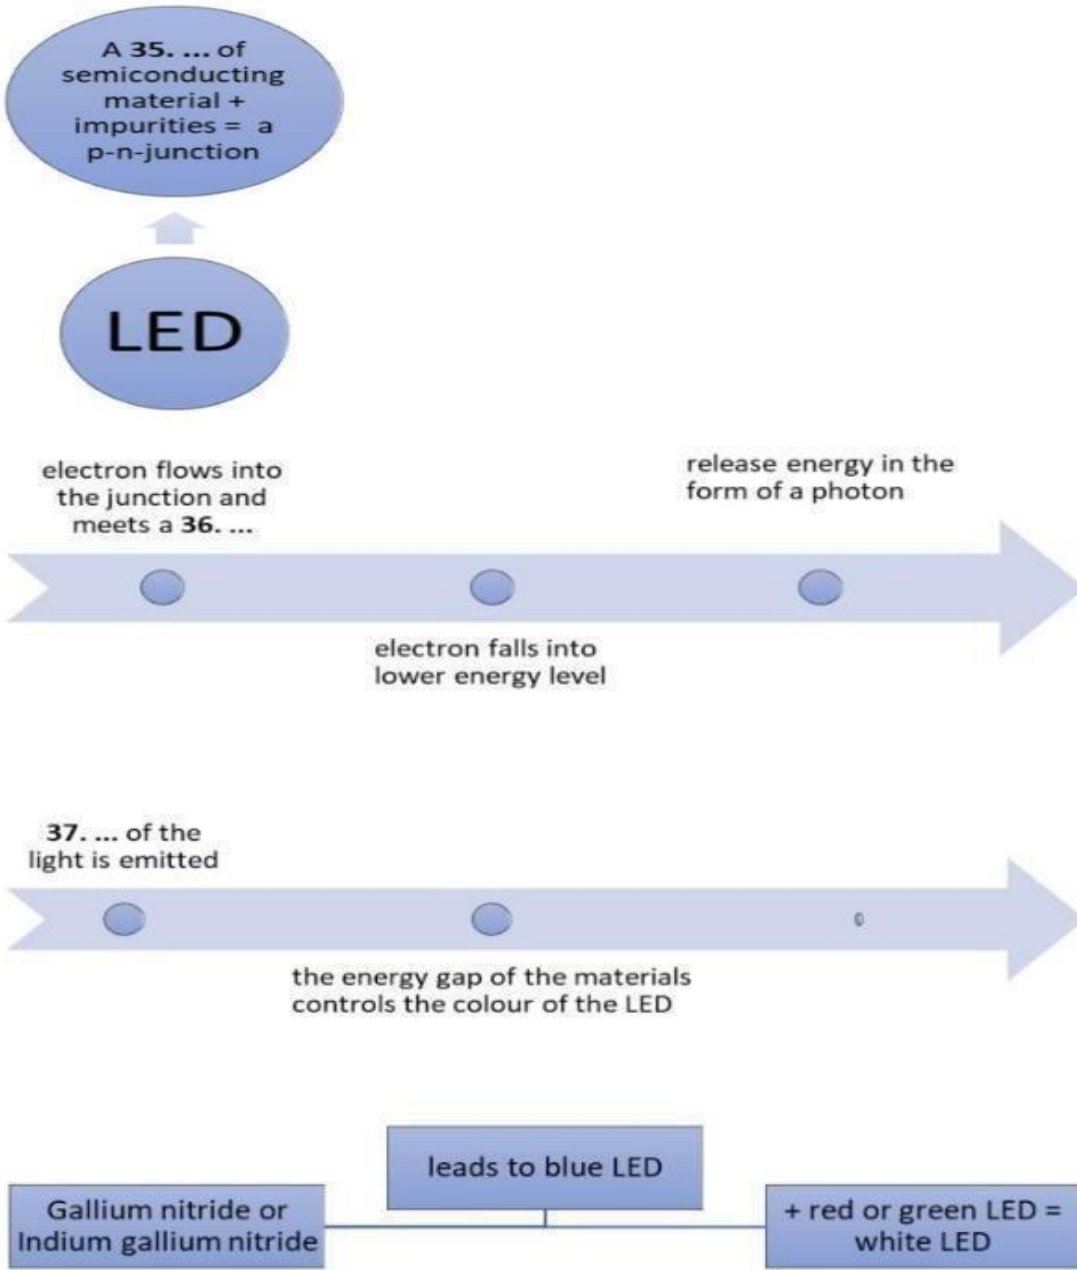 A 35. ... of
semiconducting
material +
impurities = a
p-n-junction
LED
electron flows into
the junction and
meets a 36. ...
release energy in the
form of a photon
electron falls into
lower energy level
37. ... of the
light is emitted
the energy gap of the materials
controls the colour of the LED
leads to blue LED
Gallium nitride or
Indium gallium nitride
+ red or green LED =
white LED